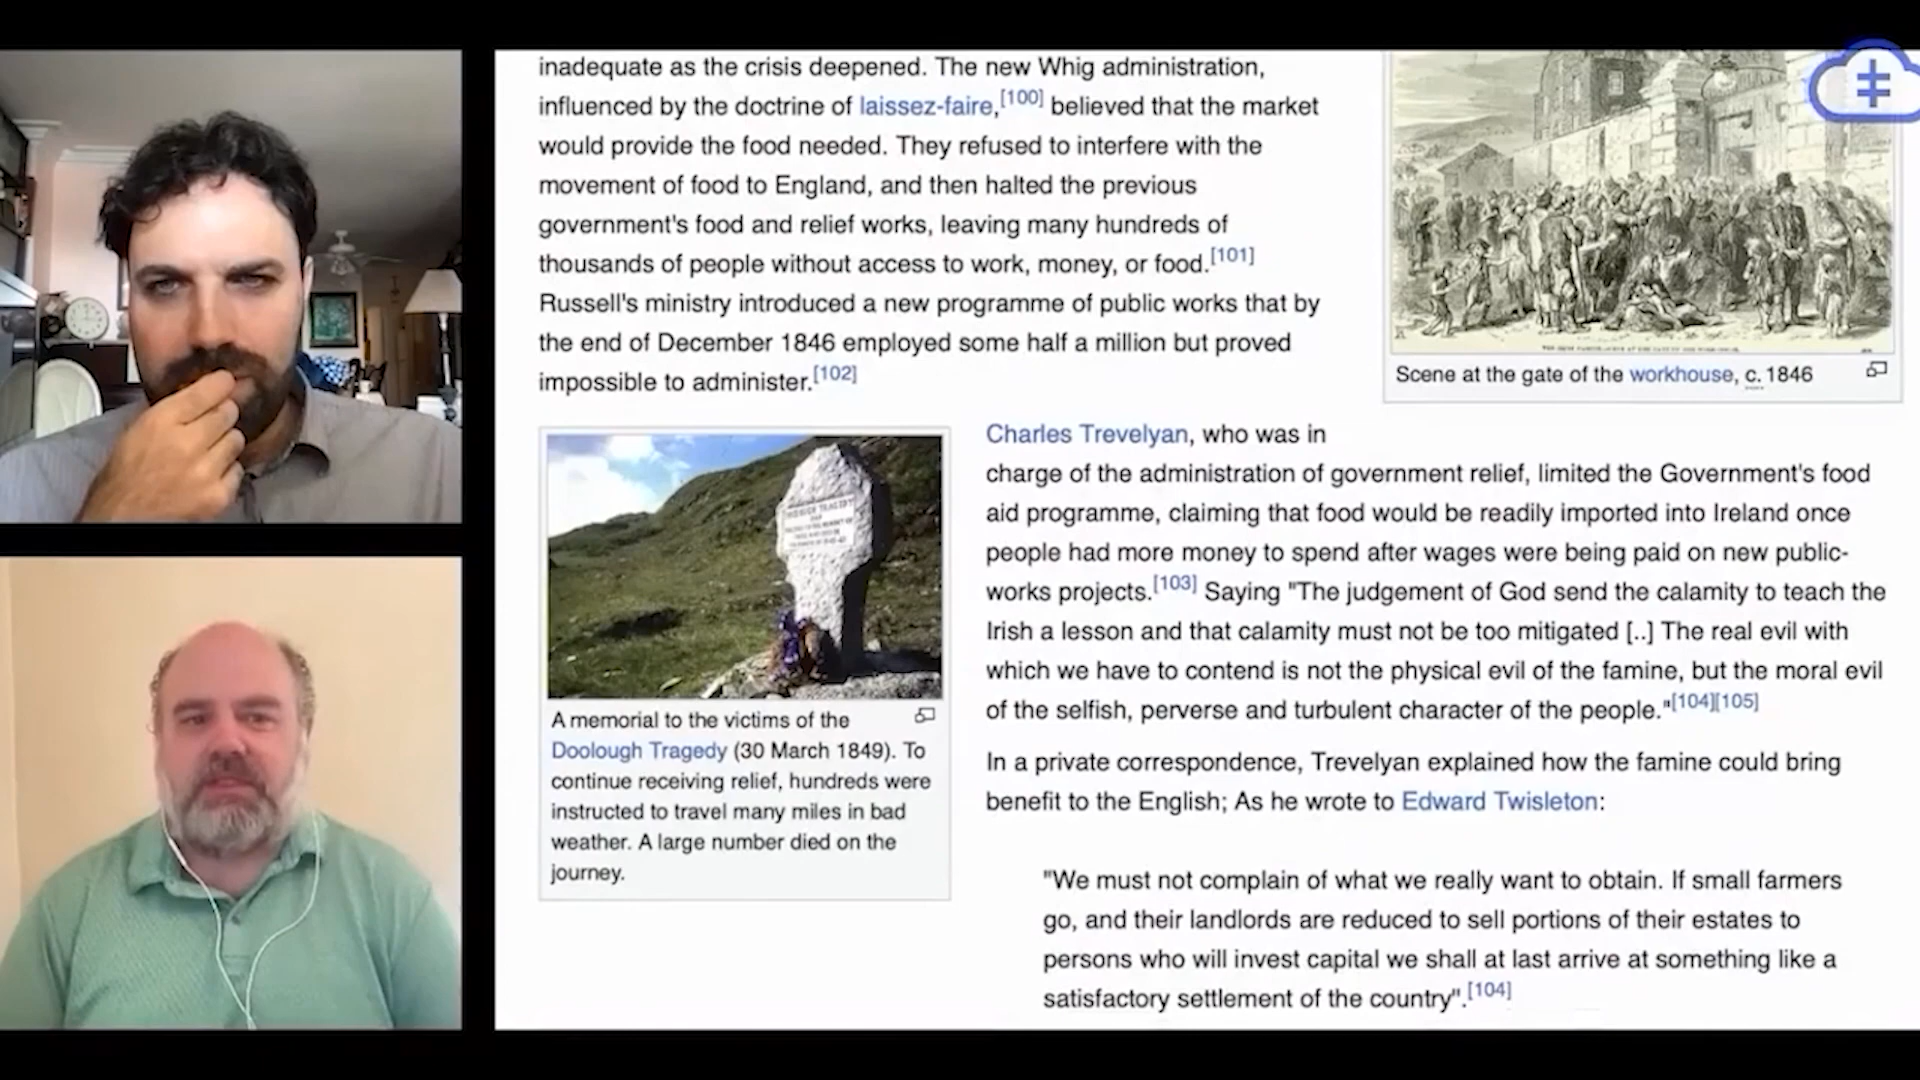 inadequate as the crisis deepened. The new Whig administration,
influenced by the doctrine of laissez-faire,[100] believed that the market
would provide the food needed. They refused to interfere with the
movement of food to England, and then halted the previous
government's food and relief works, leaving many hundreds of
thousands of people without access to work, money, or food.[101]
Russell's ministry introduced a new programme of public works that by
the end of December 1846 employed some half a million but proved
impossible to administer.[102]
Scene at the gate of the workhouse, c. 1846
A memorial to the victims of the
Doolough Tragedy (30 March 1849). To
continue receiving relief, hundreds were
instructed to travel many miles in bad
weather. A large number died on the
journey.
Charles Trevelyan, who was in
charge of the administration of government relief, limited the Government's food
aid programme, claiming that food would be readily imported into Ireland once
people had more money to spend after wages were being paid on new public-
works projects.[103] Saying "The judgement of God send the calamity to teach the
Irish a lesson and that calamity must not be too mitigated [..] The real evil with
which we have to contend is not the physical evil of the famine, but the moral evil
of the selfish, perverse and turbulent character of the people."[104][105]
In a private correspondence, Trevelyan explained how the famine could bring
benefit to the English; As he wrote to Edward Twisleton:
"We must not complain of what we really want to obtain. If small farmers
go, and their landlords are reduced to sell portions of their estates to
persons who will invest capital we shall at last arrive at something like a
satisfactory settlement of the country".[104]